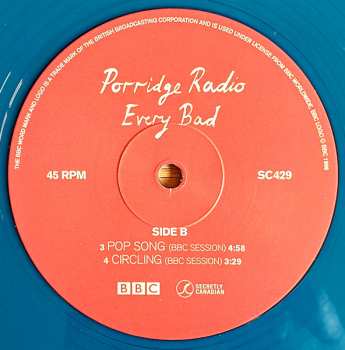 THE BBC WORD MARK AND LOGO IS A TRADE MARK OF THE BRITISH BROADCASTING CORPORATION AND IS USED UNDER LICENSE FROM BBC WORLDWIDE. BBC LOGO © BBC 1996
Porridge Radio
Every Bad
45 RPM
SC429
SIDE B
3 POP SONG (BBC SESSION) 4:58
4 CIRCLING (BBC SESSION) 3:29
BBC
SECRETLY
CANADIAN